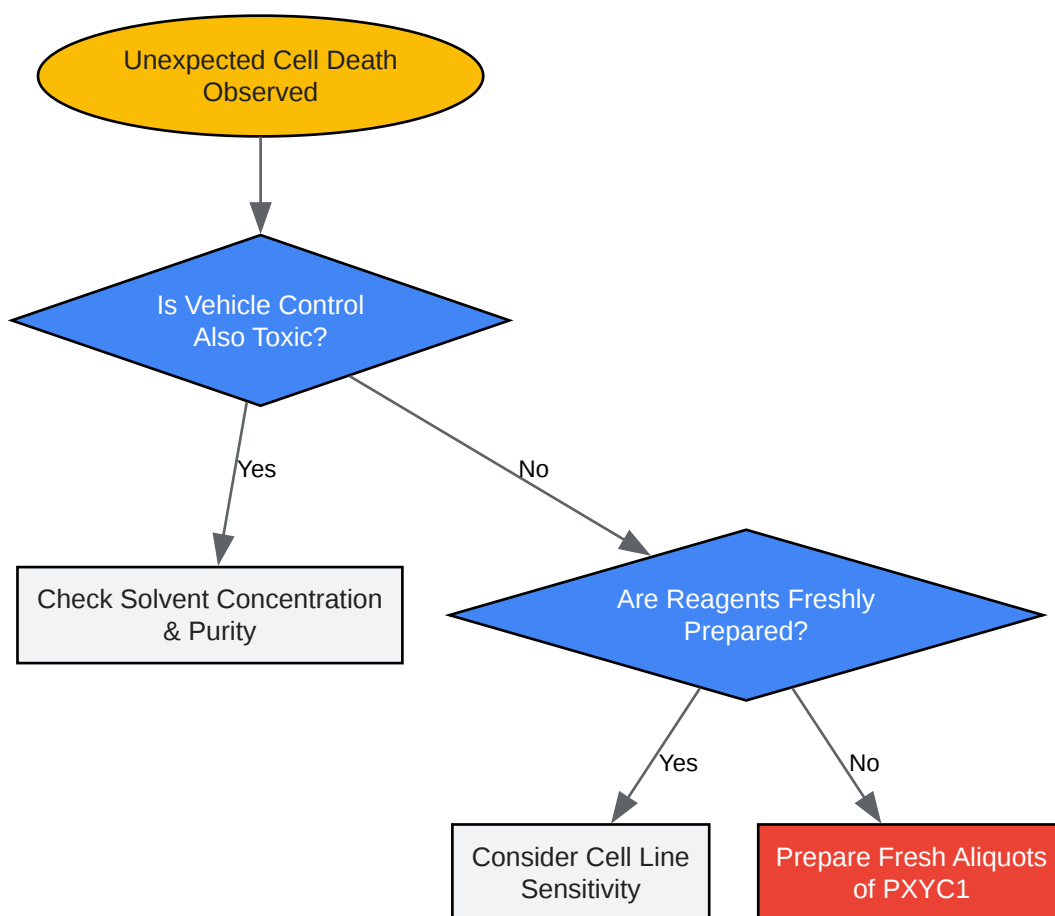 Unexpected Cell Death
Observed
Is Vehicle Control
Also Toxic?
Yes
No
Check Solvent Concentration
& Purity
Are Reagents Freshly
Prepared?
Yes
No
Consider Cell Line
Sensitivity
Prepare Fresh Aliquots
of PXYC1